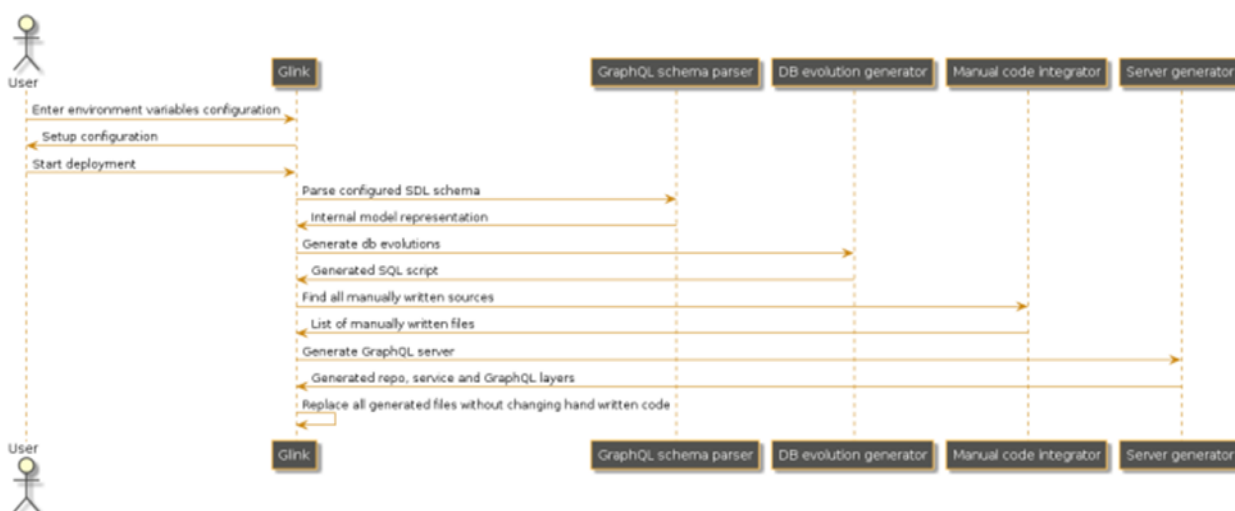 User
Glink
GraphQL schema parser
DB evolution generator
Manual code integrator
Server generator
Enter environment variables configuration
Setup configuration
Start deployment
Parse configured SDL schema
Internal model representation
Generate db evolutions
Generated SQL script
Find all manually written sources
List of manually written files
Generate GraphQL server
Generated repo, service and GraphQL layers
Replace all generated files without changing hand written code
User
Glink
GraphQL schema parser
DB evolution generator
Manual code integrator
Server generator